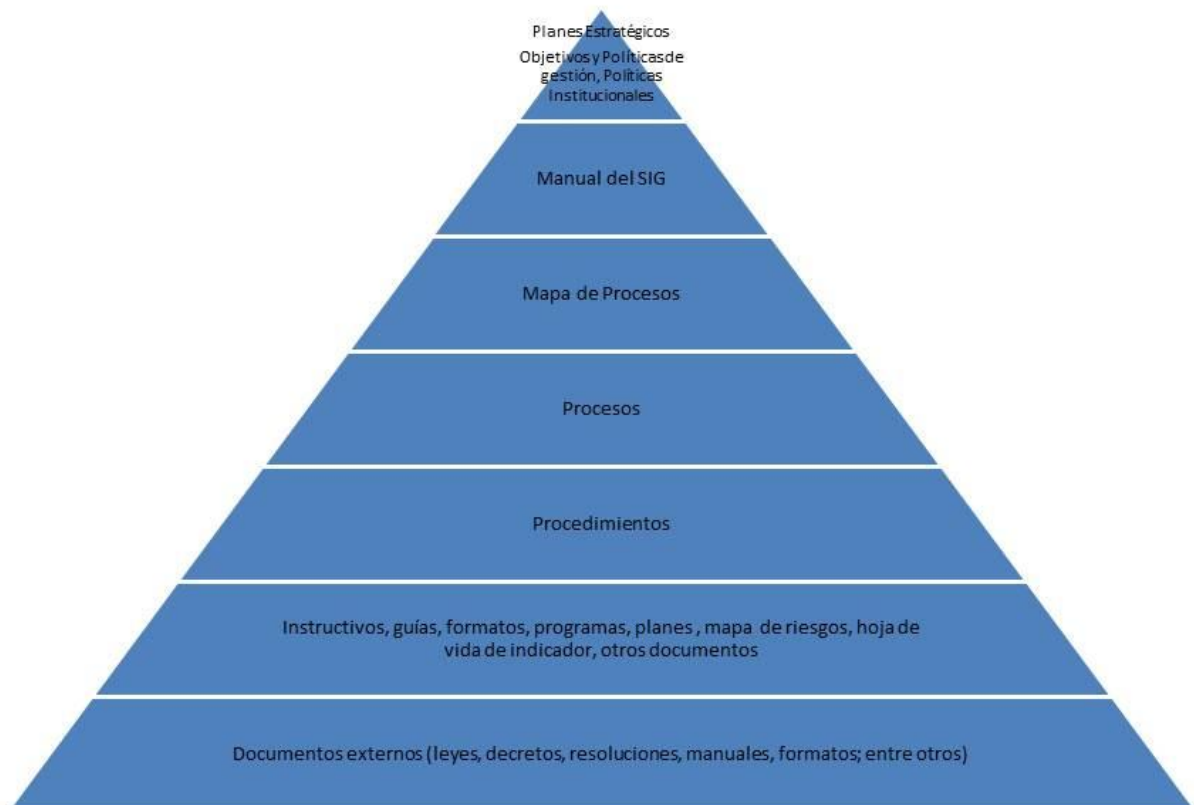 Planes Estratégicos
Objetivos y Políticas de
gestión, Políticas
Institucionales
Manual del SIG
Mapa de Procesos
Procesos
Procedimientos
Instructivos, guías, formatos, programas, planes , mapa de riesgos, hoja de
vida de indicador, otros documentos
Documentos externos (leyes, decretos, resoluciones, manuales, formatos; entre otros)